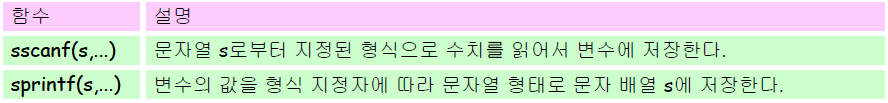 함수 설명
sscanf(s,...) 문자열 s로부터 지정된 형식으로 수치를 읽어서 변수에 저장한다.
sprintf(s,...) 변수의 값을 형식 지정자에 따라 문자열 형태로 문자 배열 s에 저장한다.